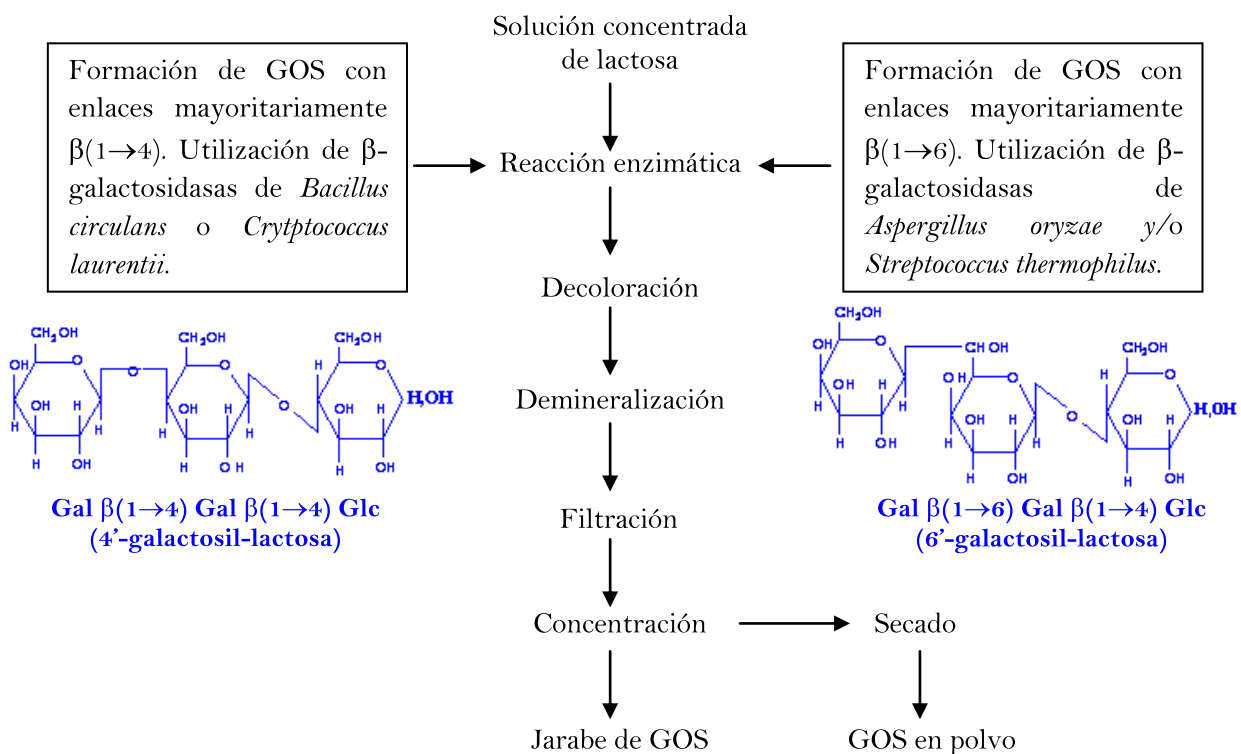 Solución concentrada
de lactosa
Formación de GOS con
enlaces mayoritariamente
β(1→4). Utilización de β-
galactosidasas de Bacillus
circulans o Crytptococcus
laurentii.
Formación de GOS con
enlaces mayoritariamente
β(1→6). Utilización de β-
galactosidasas de
Aspergillus oryzae y/o
Streptococcus thermophilus.
Reacción enzimática
Decoloración
Demineralización
Filtración
Concentración
Secado
Jarabe de GOS
GOS en polvo
CH₂OH
O
OH
H
OH
H
H
OH
O
CH₂OH
O
H
OH
H
H
H
OH
O
CH₂OH
O
H
H
OH
H
H
OH
H,OH
Gal β(1→4) Gal β(1→4) Glc
(4’-galactosil-lactosa)
CH₂OH
O
OH
H
OH
H
H
OH
CH OH
O
OH
H
OH
H
H
H
OH
O
CH₂OH
O
H
H
OH
H
H
OH
H,OH
Gal β(1→6) Gal β(1→4) Glc
(6’-galactosil-lactosa)